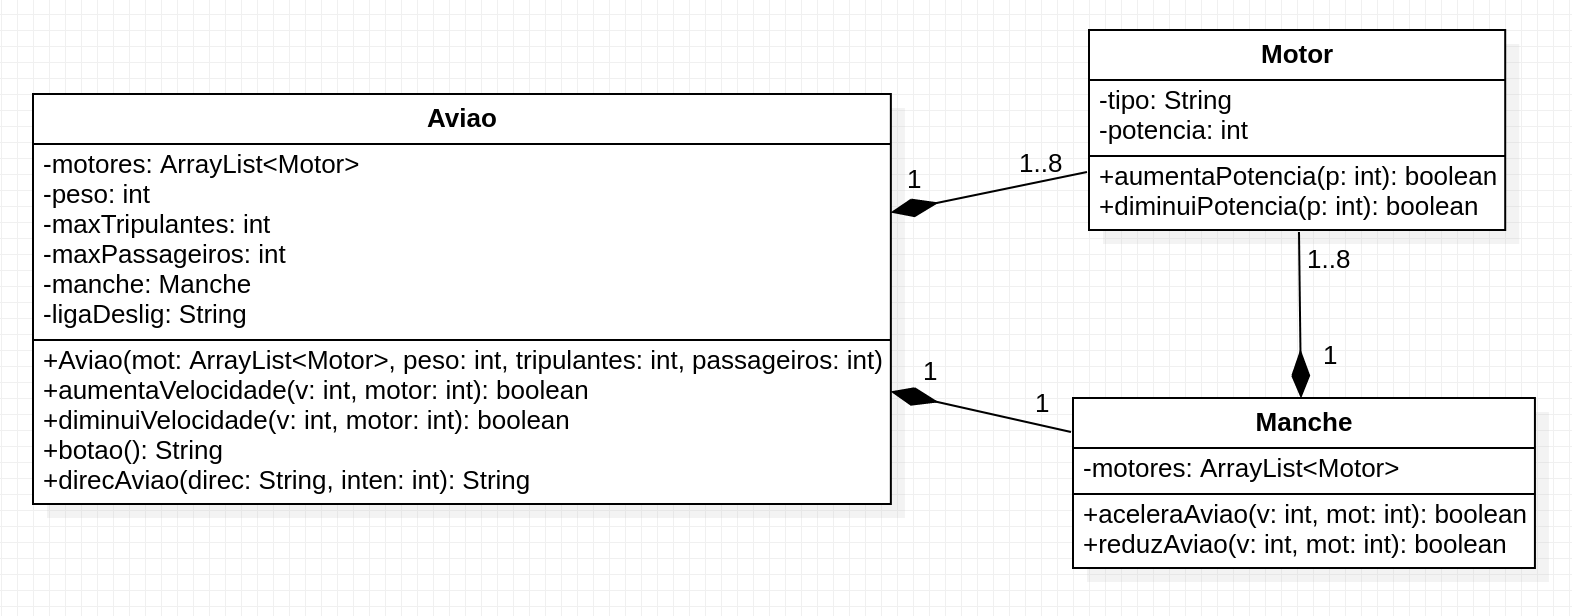 Aviao
-motores: ArrayList<Motor>
-peso: int
-maxTripulantes: int
-maxPassageiros: int
-manche: Manche
-ligaDeslig: String
+Aviao(mot: ArrayList<Motor>, peso: int, tripulantes: int, passageiros: int)
+aumentaVelocidade(v: int, motor: int): boolean
+diminuiVelocidade(v: int, motor: int): boolean
+botao(): String
+direcAviao(direc: String, inten: int): String
1
1..8
1
1
Motor
-tipo: String
-potencia: int
+aumentaPotencia(p: int): boolean
+diminuiPotencia(p: int): boolean
1..8
1
Manche
-motores: ArrayList<Motor>
+aceleraAviao(v: int, mot: int): boolean
+reduzAviao(v: int, mot: int): boolean